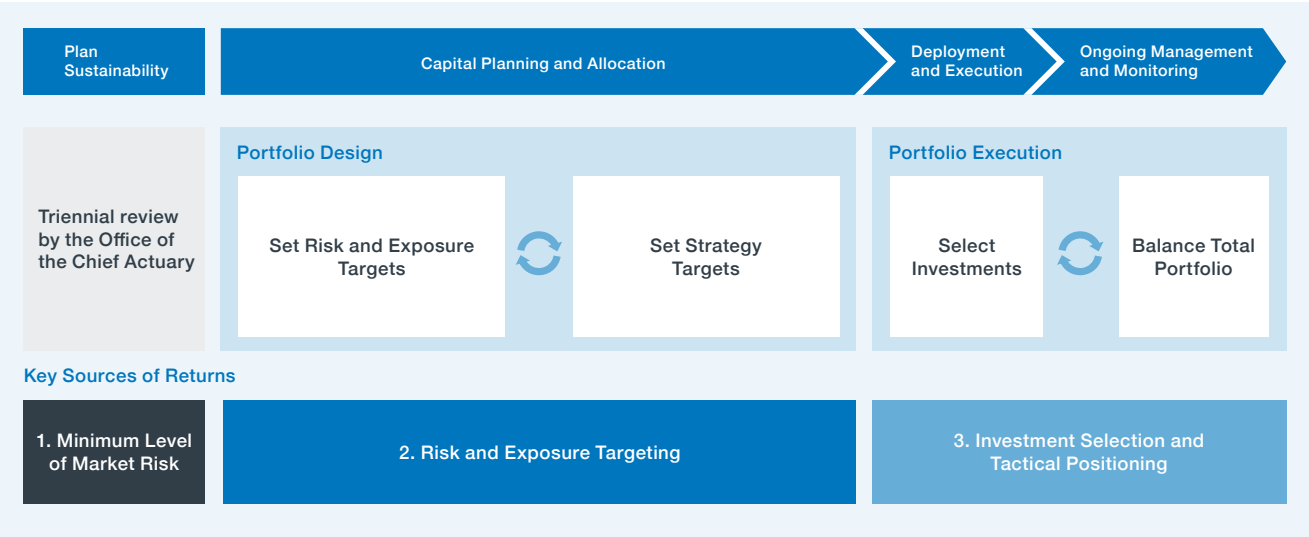 Plan
Sustainability
Capital Planning and Allocation
Deployment
and Execution
Ongoing Management
and Monitoring
Triennial review
by the Office of
the Chief Actuary
Portfolio Design
Set Risk and Exposure
Targets
Set Strategy
Targets
Portfolio Execution
Select
Investments
Balance Total
Portfolio
Key Sources of Returns
1. Minimum Level
of Market Risk
2. Risk and Exposure Targeting
3. Investment Selection and
Tactical Positioning